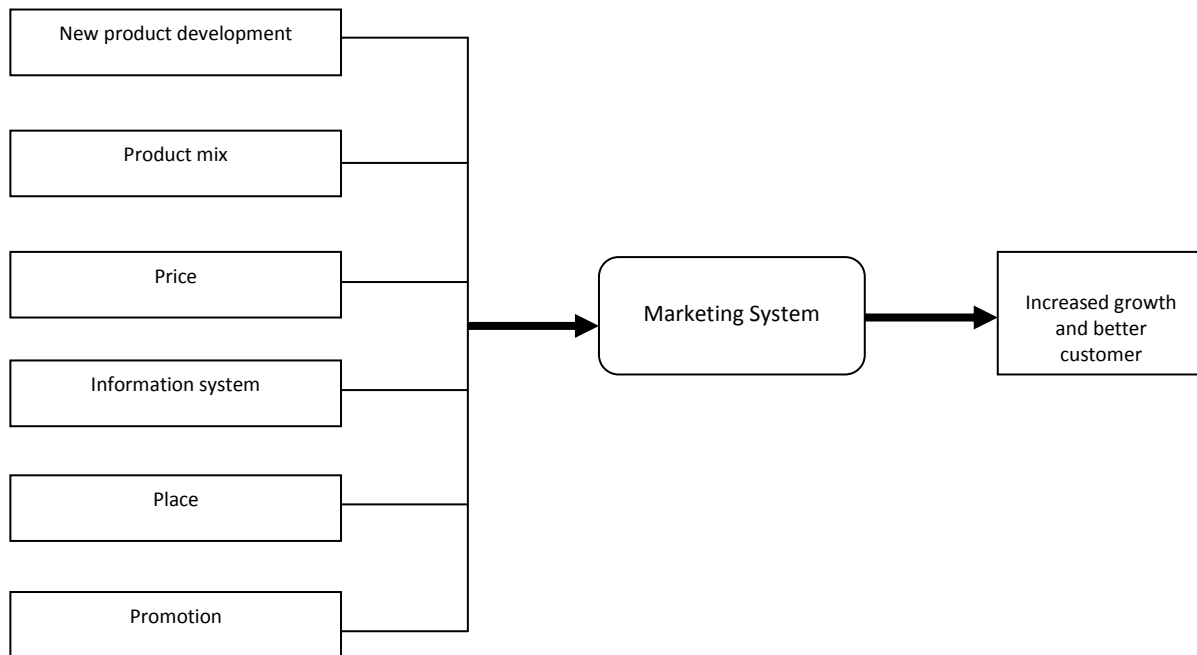 New product development
Product mix
Price
Information system
Place
Promotion
Marketing System
Increased growth
and better
customer